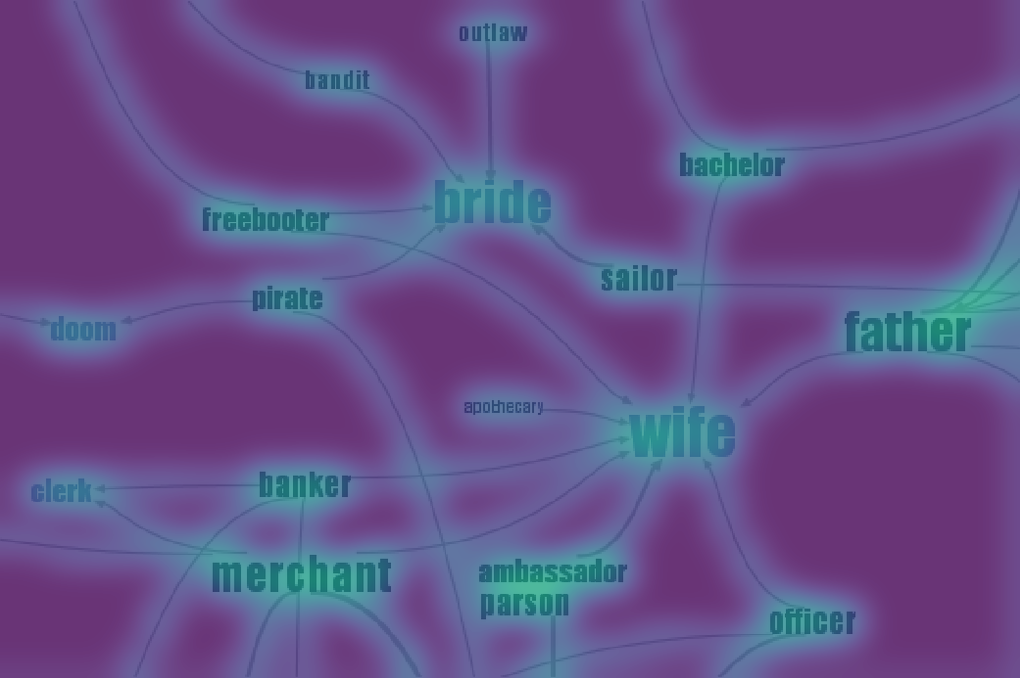 outlaw
bandit
bachelor
bride
freebooter
sailor
pirate
doom
father
apothecary
wife
banker
clerk
merchant
ambassador
parson
officer